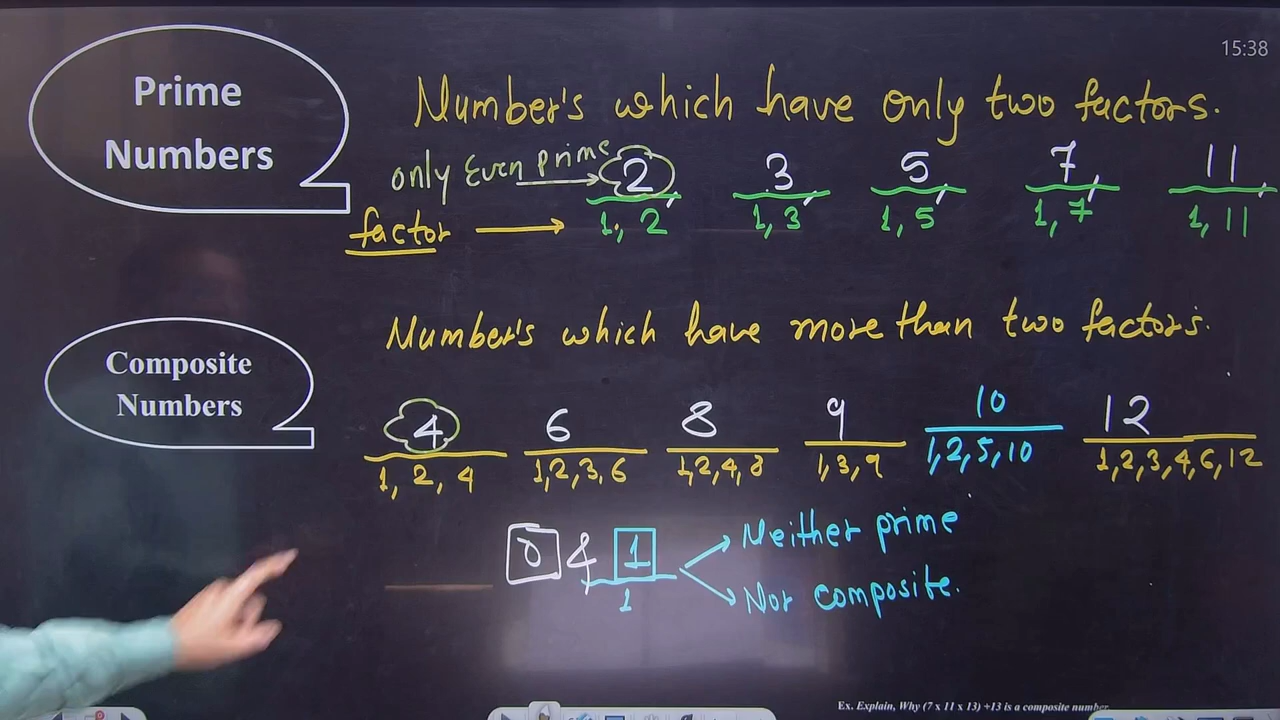 15:38
Prime
Numbers
Number's which have only two factors.
only Even prime → 2, 3, 5, 7, 11,
factor → 1, 2 1, 3 1, 5 1, 7 1, 11
Composite
Numbers
Number's which have more than two factors.
4 6 8 9 10 12
1, 2, 4 1,2,3,6 1,2,4,8 1,3,9 1,2,5,10 1,2,3,4,6,12
0 & 1 Neither prime
Nor composite.
1
Ex. Explain, Why (7 x 11 x 13) +13 is a composite number.